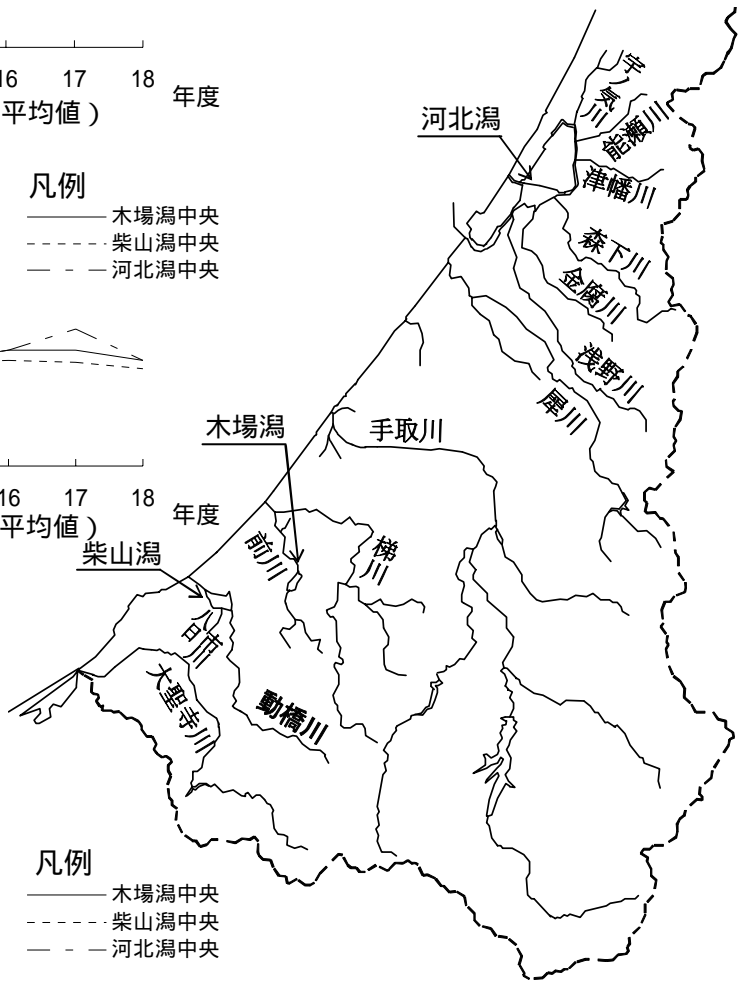 16 17 18 年度
平均値）
凡例
木場潟中央
柴山潟中央
河北潟中央
16 17 18 年度
平均値）
河北潟
宇ノ気川
能瀬川
津幡川
森下川
金腐川
浅野川
犀川
手取川
木場潟
前川
梯川
柴山潟
八日市川
大聖寺川
動橋川
凡例
木場潟中央
柴山潟中央
河北潟中央